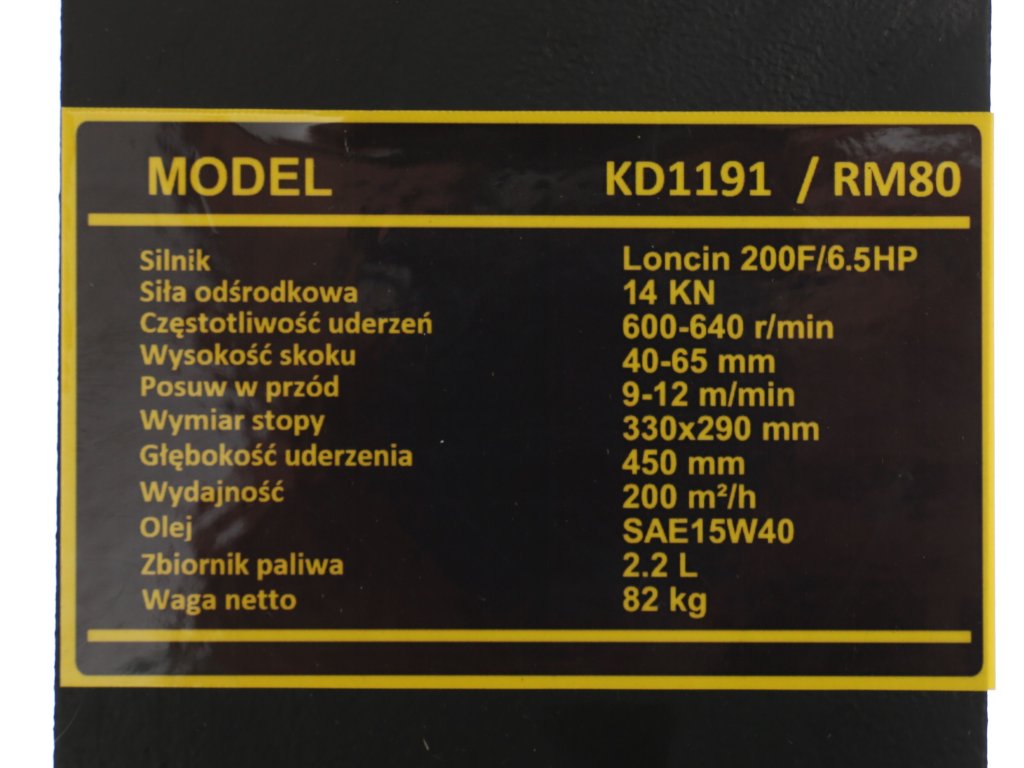 MODEL KD1191 / RM80
Silnik Loncin 200F/6.5HP
Siła odśrodkowa 14 KN
Częstotliwość uderzeń 600-640 r/min
Wysokość skoku 40-65 mm
Posuw w przód 9-12 m/min
Wymiar stopy 330x290 mm
Głębokość uderzenia 450 mm
Wydajność 200 m²/h
Olej SAE15W40
Zbiornik paliwa 2.2 L
Waga netto 82 kg